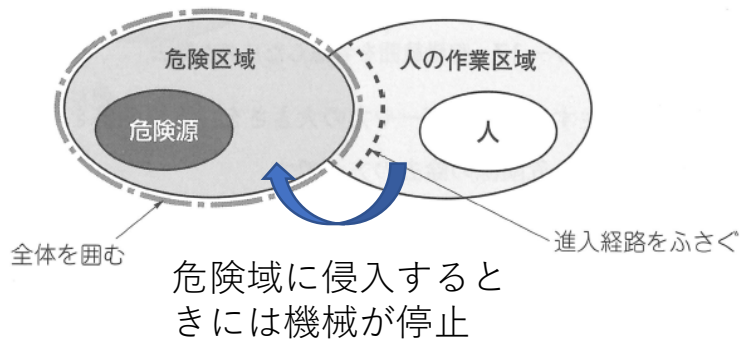 危険区域
人の作業区域
危険源
人
全体を囲む
進入経路をふさぐ
危険域に侵入すると
きには機械が停止